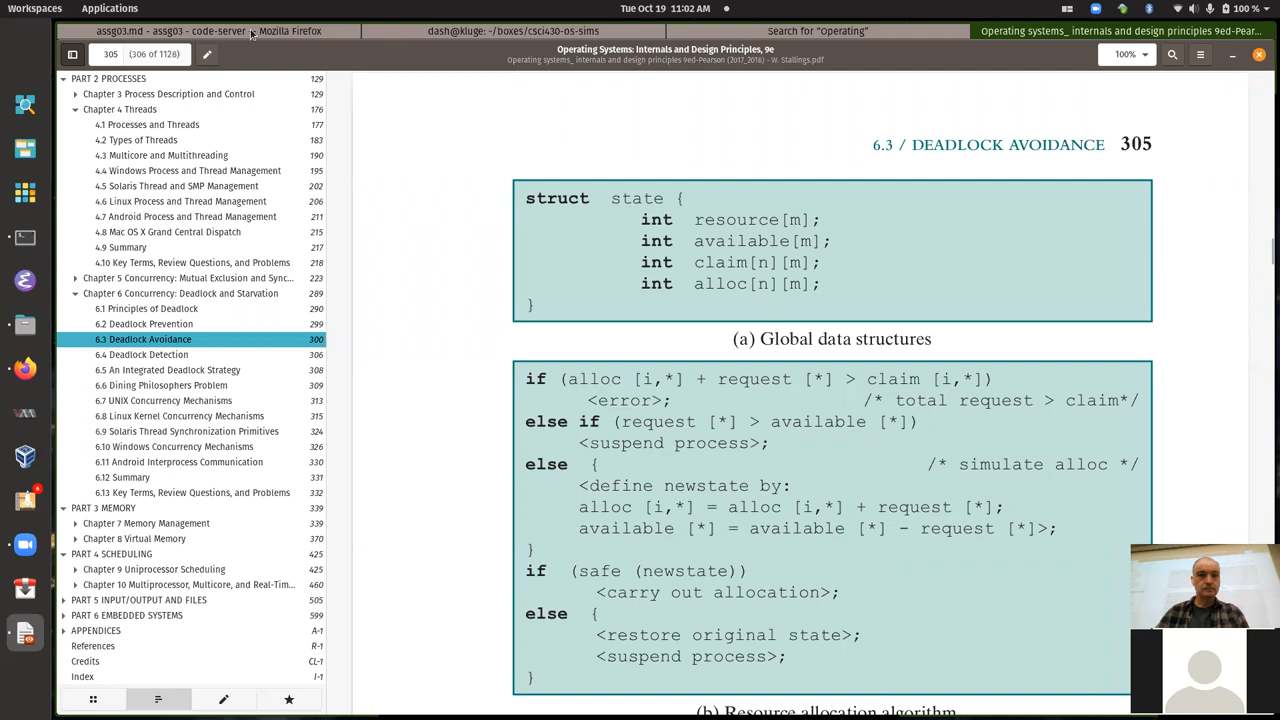 Workspaces Applications Tue Oct 19 11:02 AM 100 %
assg03.md - assg03 - code-server - Mozilla Firefox dash@kluge: ~/boxes/csci430-os-sims Search for "Operating" Operating systems_ internals and design principles 9ed-Pear...
305 (306 of 1128) Operating Systems: Internals and Design Principles, 9e 100%
Operating systems_ internals and design principles 9ed-Pearson (2017_2018) - W. Stallings.pdf
PART 2 PROCESSES 129
Chapter 3 Process Description and Control 129
Chapter 4 Threads 176
4.1 Processes and Threads 177
4.2 Types of Threads 183
4.3 Multicore and Multithreading 190
4.4 Windows Process and Thread Management 195
4.5 Solaris Thread and SMP Management 202
4.6 Linux Process and Thread Management 206
4.7 Android Process and Thread Management 211
4.8 Mac OS X Grand Central Dispatch 215
4.9 Summary 217
4.10 Key Terms, Review Questions, and Problems 218
Chapter 5 Concurrency: Mutual Exclusion and Sync... 223
Chapter 6 Concurrency: Deadlock and Starvation 289
6.1 Principles of Deadlock 290
6.2 Deadlock Prevention 299
6.3 Deadlock Avoidance 300
6.4 Deadlock Detection 306
6.5 An Integrated Deadlock Strategy 308
6.6 Dining Philosophers Problem 309
6.7 UNIX Concurrency Mechanisms 313
6.8 Linux Kernel Concurrency Mechanisms 315
6.9 Solaris Thread Synchronization Primitives 324
6.10 Windows Concurrency Mechanisms 326
6.11 Android Interprocess Communication 330
6.12 Summary 331
6.13 Key Terms, Review Questions, and Problems 332
PART 3 MEMORY 339
Chapter 7 Memory Management 339
Chapter 8 Virtual Memory 370
PART 4 SCHEDULING 425
Chapter 9 Uniprocessor Scheduling 425
Chapter 10 Multiprocessor, Multicore, and Real-Tim... 460
PART 5 INPUT/OUTPUT AND FILES 505
PART 6 EMBEDDED SYSTEMS 599
APPENDICES A-1
References R-1
Credits CL-1
Index I-1
6.3 / DEADLOCK AVOIDANCE 305
struct state {
int resource[m];
int available[m];
int claim[n][m];
int alloc[n][m];
}
(a) Global data structures
if (alloc [i,*] + request [*] > claim [i,*])
<error>; /* total request > claim*/
else if (request [*] > available [*])
<suspend process>;
else { /* simulate alloc */
<define newstate by:
alloc [i,*] = alloc [i,*] + request [*];
available [*] = available [*] - request [*]>;
}
if (safe (newstate))
<carry out allocation>;
else {
<restore original state>;
<suspend process>;
}
(b) Resource allocation algorithm